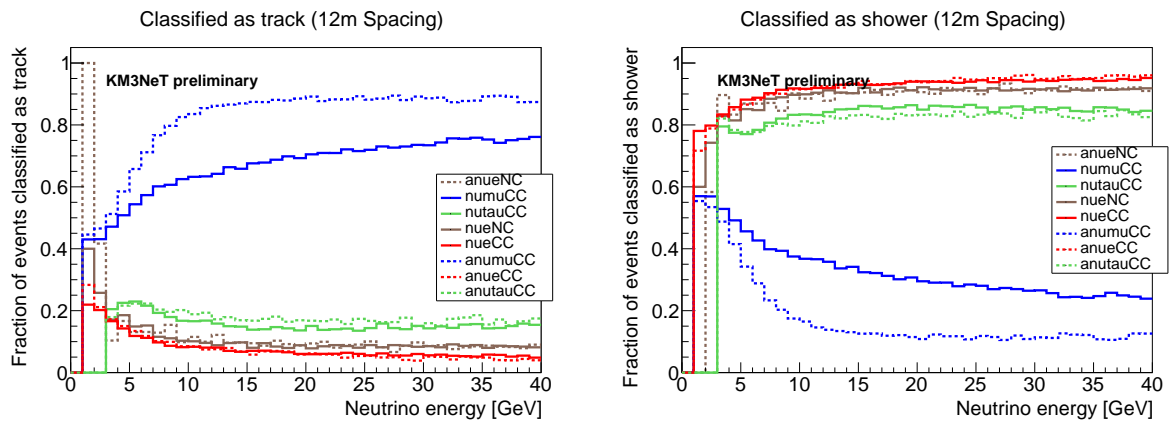 Classified as track (12m Spacing)
Fraction of events classified as track
1
0.8
0.6
0.4
0.2
0
KM3NeT preliminary
anueNC
numuCC
nutauCC
nueNC
nueCC
anumuCC
anueCC
anutauCC
0 5 10 15 20 25 30 35 40
Neutrino energy [GeV]
Classified as shower (12m Spacing)
Fraction of events classified as shower
1
0.8
0.6
0.4
0.2
0
KM3NeT preliminary
anueNC
numuCC
nutauCC
nueNC
nueCC
anumuCC
anueCC
anutauCC
0 5 10 15 20 25 30 35 40
Neutrino energy [GeV]